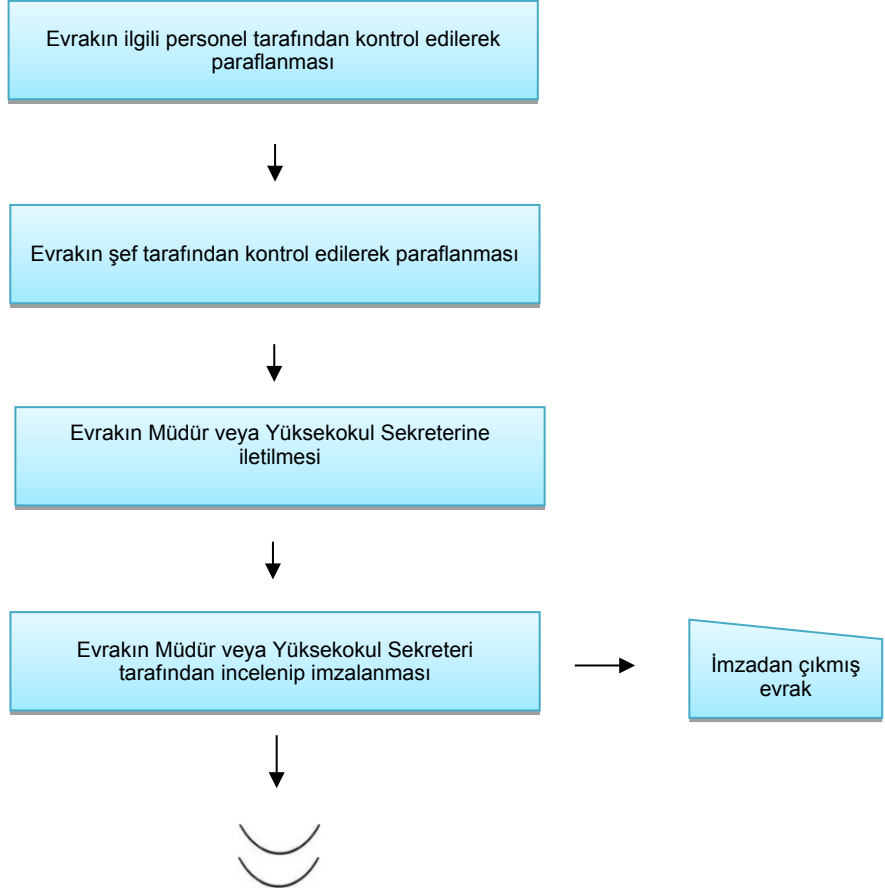 Evrakın ilgili personel tarafından kontrol edilerek
paraflanması
Evrakın şef tarafından kontrol edilerek paraflanması
Evrakın Müdür veya Yüksekokul Sekreterine
iletilmesi
Evrakın Müdür veya Yüksekokul Sekreteri
tarafından incelenip imzalanması
İmzadan çıkmış
evrak